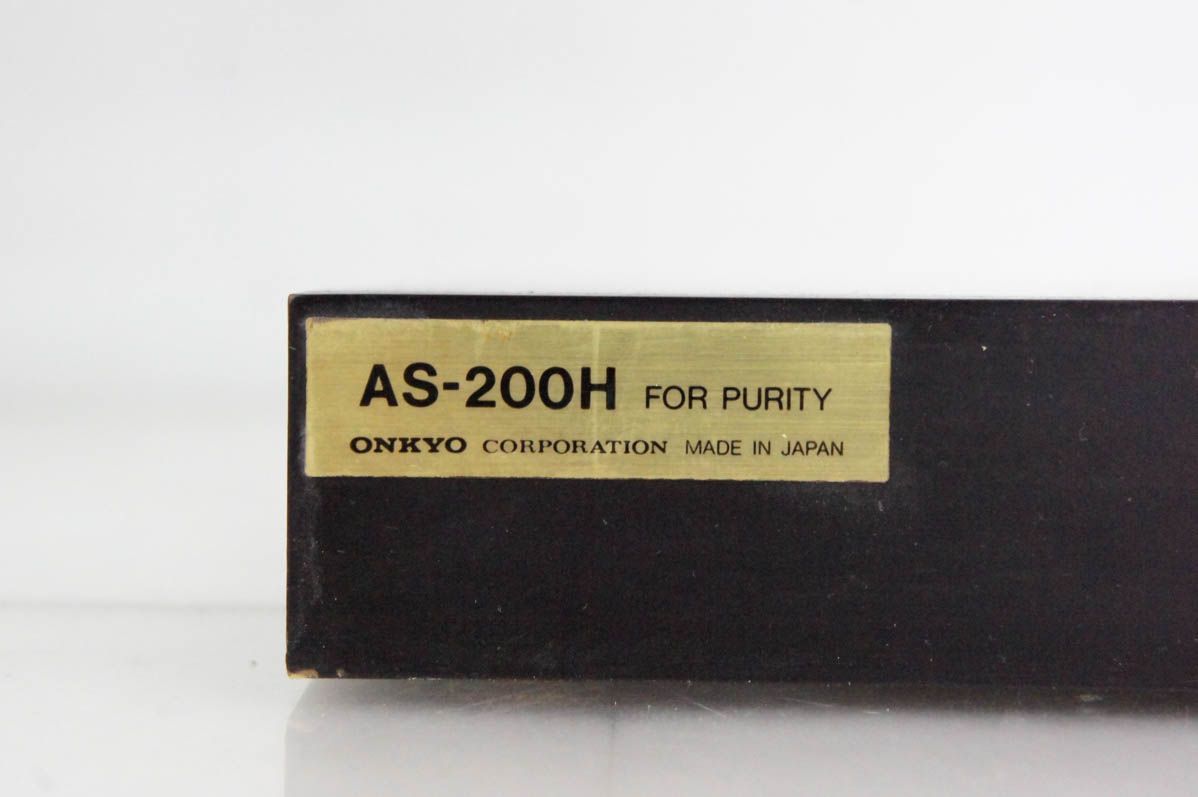 AS-200H FOR PURITY
ONKYO CORPORATION MADE IN JAPAN